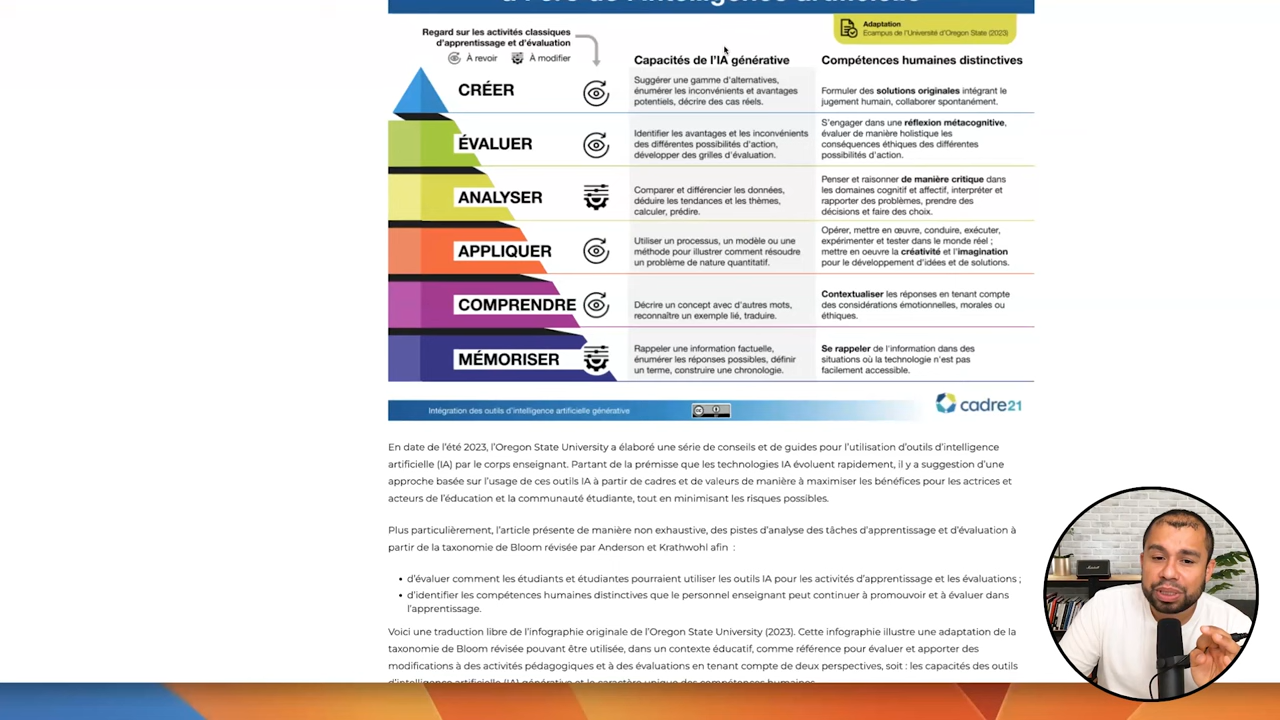 à l'ère de l'intelligence artificielle
Adaptation
Ecampus de l'Université d'Oregon State (2023)
Regard sur les activités classiques
d'apprentissage et d'évaluation
À revoir
À modifier
Capacités de l'IA générative
Compétences humaines distinctives
CRÉER
Suggérer une gamme d'alternatives,
énumérer les inconvénients et avantages
potentiels, décrire des cas réels.
Formuler des solutions originales intégrant le
jugement humain, collaborer spontanément.
ÉVALUER
Identifier les avantages et les inconvénients
des différentes possibilités d'action,
développer des grilles d'évaluation.
S'engager dans une réflexion métacognitive,
évaluer de manière holistique les
conséquences éthiques des différentes
possibilités d'action.
ANALYSER
Comparer et différencier les données,
déduire les tendances et les thèmes,
calculer, prédire.
Penser et raisonner de manière critique dans
les domaines cognitif et affectif, interpréter et
rapporter des problèmes, prendre des
décisions et faire des choix.
APPLIQUER
Utiliser un processus, un modèle ou une
méthode pour illustrer comment résoudre
un problème de nature quantitatif.
Opérer, mettre en œuvre, conduire, exécuter,
expérimenter et tester dans le monde réel ;
mettre en oeuvre la créativité et l'imagination
pour le développement d'idées et de solutions.
COMPRENDRE
Décrire un concept avec d'autres mots,
reconnaître un exemple lié, traduire.
Contextualiser les réponses en tenant compte
des considérations émotionnelles, morales ou
éthiques.
MÉMORISER
Rappeler une information factuelle,
énumérer les réponses possibles, définir
un terme, construire une chronologie.
Se rappeler de l'information dans des
situations où la technologie n'est pas
facilement accessible.
Intégration des outils d'intelligence artificielle générative
cc
cadre21
En date de l'été 2023, l'Oregon State University a élaboré une série de conseils et de guides pour l'utilisation d'outils d'intelligence
artificielle (IA) par le corps enseignant. Partant de la prémisse que les technologies IA évoluent rapidement, il y a suggestion d'une
approche basée sur l'usage de ces outils IA à partir de cadres et de valeurs de manière à maximiser les bénéfices pour les actrices et
acteurs de l'éducation et la communauté étudiante, tout en minimisant les risques possibles.
Plus particulièrement, l'article présente de manière non exhaustive, des pistes d'analyse des tâches d'apprentissage et d'évaluation à
partir de la taxonomie de Bloom révisée par Anderson et Krathwohl afin :
• d'évaluer comment les étudiants et étudiantes pourraient utiliser les outils IA pour les activités d'apprentissage et les évaluations ;
• d'identifier les compétences humaines distinctives que le personnel enseignant peut continuer à promouvoir et à évaluer dans
l'apprentissage.
Voici une traduction libre de l'infographie originale de l'Oregon State University (2023). Cette infographie illustre une adaptation de la
taxonomie de Bloom révisée pouvant être utilisée, dans un contexte éducatif, comme référence pour évaluer et apporter des
modifications à des activités pédagogiques et à des évaluations en tenant compte de deux perspectives, soit : les capacités des outils
d'intelligence artificielle (IA) générative et le caractère unique des compétences humaines.
Marshall